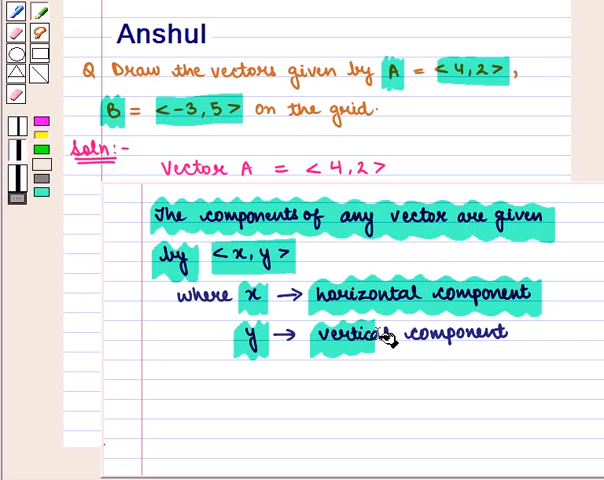 Anshul
Q Draw the vectors given by A = < 4, 2 > ,
B = < -3, 5 > on the grid.
Soln:-
Vector A = < 4, 2 >
The components of any vector are given
by < x, y >
where x → horizontal component
y → vertical component